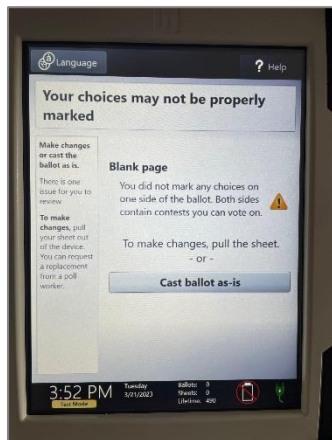 Language
? Help
Your choices may not be properly
marked
Make changes
or cast the
ballot as is.
There is one
issue for you to
review.
To make
changes, pull
your sheet out
of the device.
You can request
a replacement
from a poll
worker.
Blank page
You did not mark any choices on
one side of the ballot. Both sides
contain contests you can vote on.
To make changes, pull the sheet.
- or -
Cast ballot as-is
3:52 PM
Test Mode
Tuesday
3/21/2023
Ballots: 0
Sheets: 0
Lifetime: 490